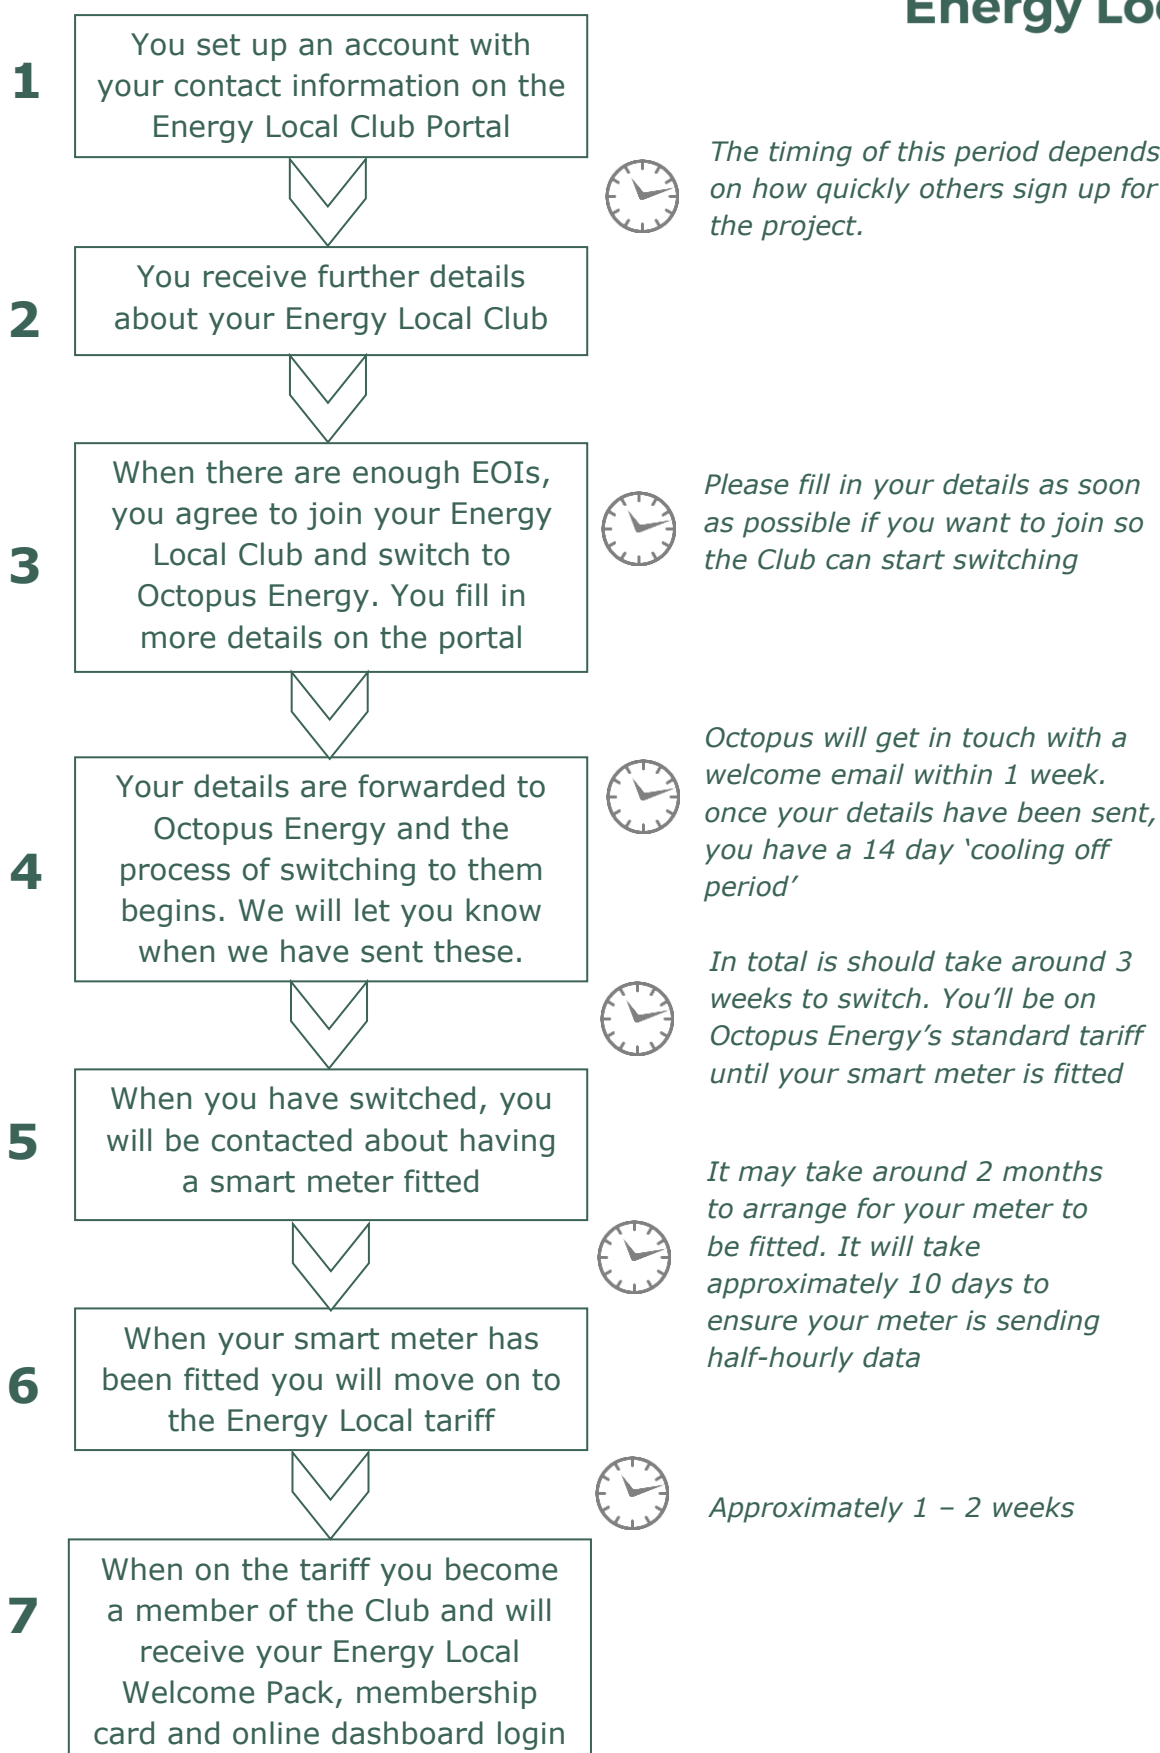 Energy Loc
1
You set up an account with
your contact information on the
Energy Local Club Portal
The timing of this period depends
on how quickly others sign up for
the project.
2
You receive further details
about your Energy Local Club
3
When there are enough EOIs,
you agree to join your Energy
Local Club and switch to
Octopus Energy. You fill in
more details on the portal
Please fill in your details as soon
as possible if you want to join so
the Club can start switching
4
Your details are forwarded to
Octopus Energy and the
process of switching to them
begins. We will let you know
when we have sent these.
Octopus will get in touch with a
welcome email within 1 week.
once your details have been sent,
you have a 14 day ‘cooling off
period’
In total is should take around 3
weeks to switch. You’ll be on
Octopus Energy’s standard tariff
until your smart meter is fitted
5
When you have switched, you
will be contacted about having
a smart meter fitted
It may take around 2 months
to arrange for your meter to
be fitted. It will take
approximately 10 days to
ensure your meter is sending
half-hourly data
6
When your smart meter has
been fitted you will move on to
the Energy Local tariff
Approximately 1 – 2 weeks
7
When on the tariff you become
a member of the Club and will
receive your Energy Local
Welcome Pack, membership
card and online dashboard login